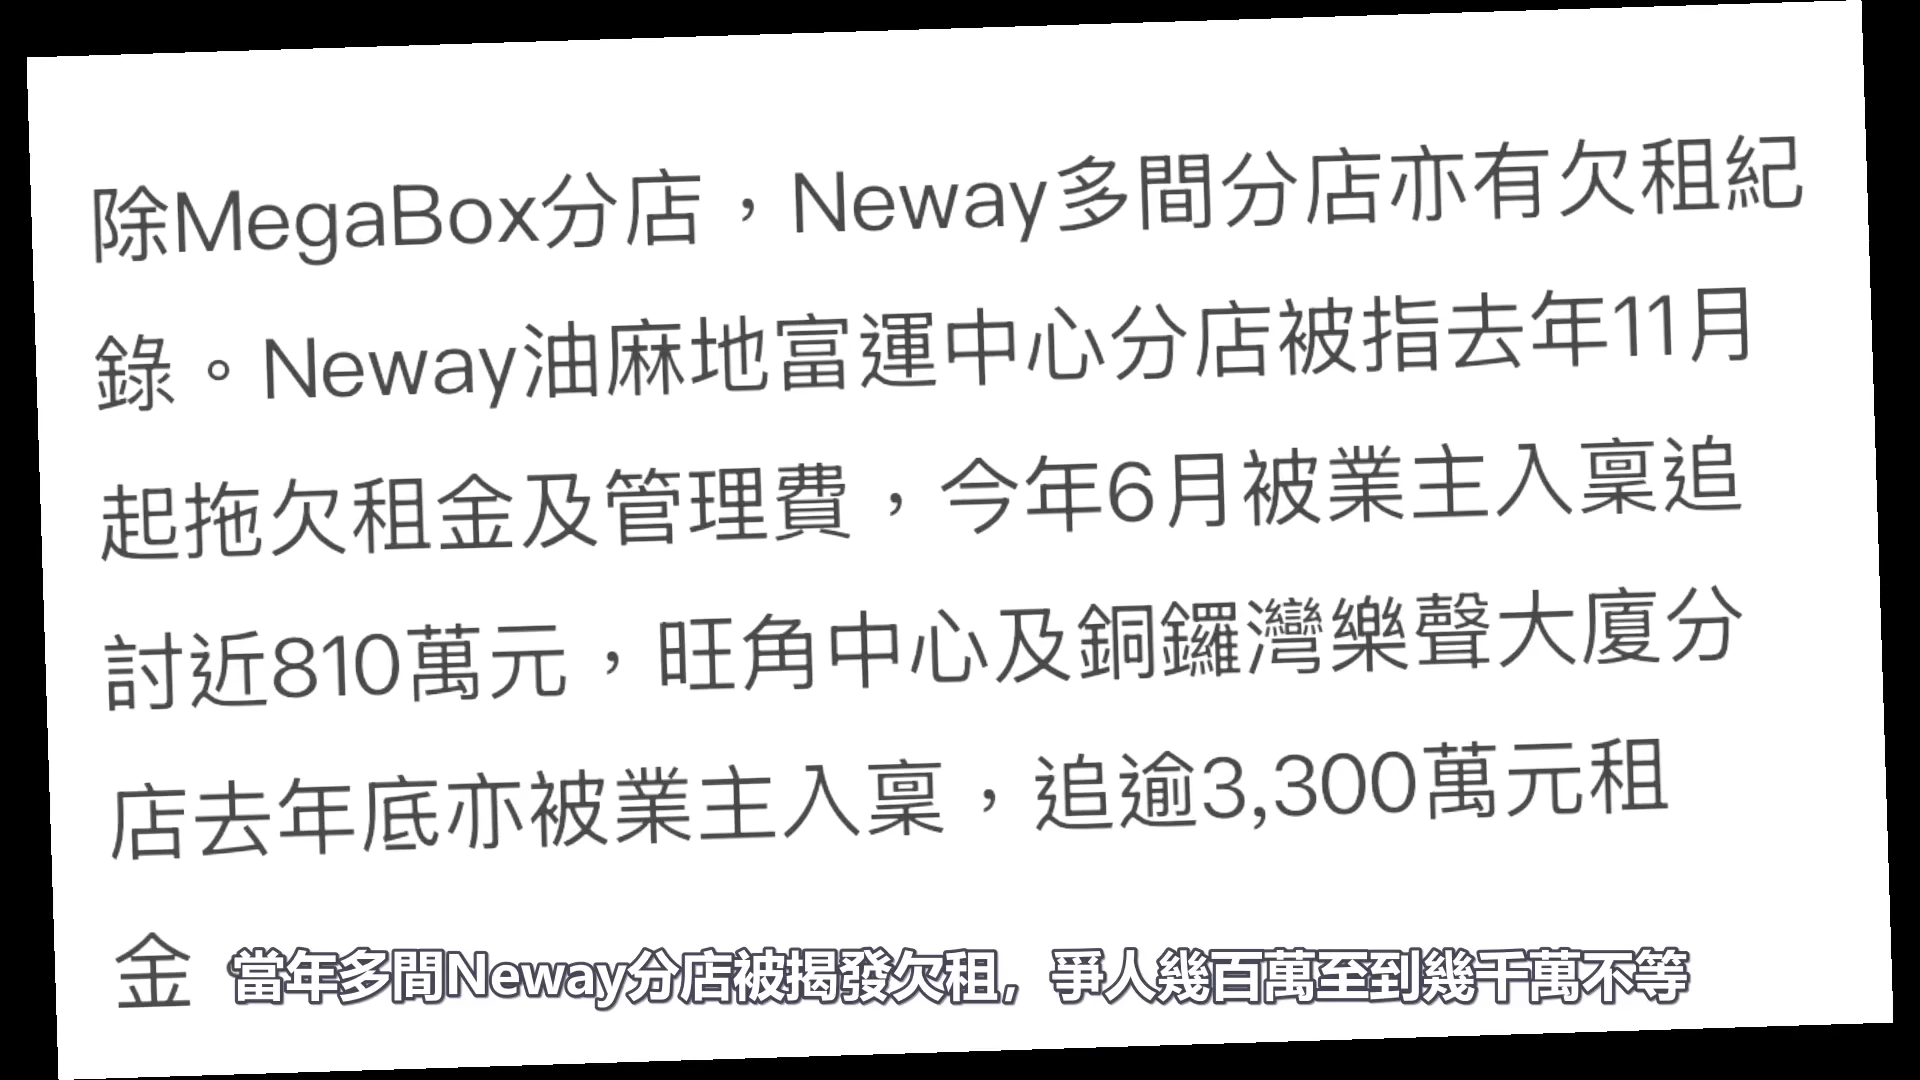 除MegaBox分店，Neway多間分店亦有欠租紀
錄。Neway油麻地富運中心分店被指去年11月
起拖欠租金及管理費，今年6月被業主入稟追
討近810萬元，旺角中心及銅鑼灣樂聲大廈分
店去年底亦被業主入稟，追逾3,300萬元租
金
當年多間Neway分店被揭發欠租，爭人幾百萬至到幾千萬不等